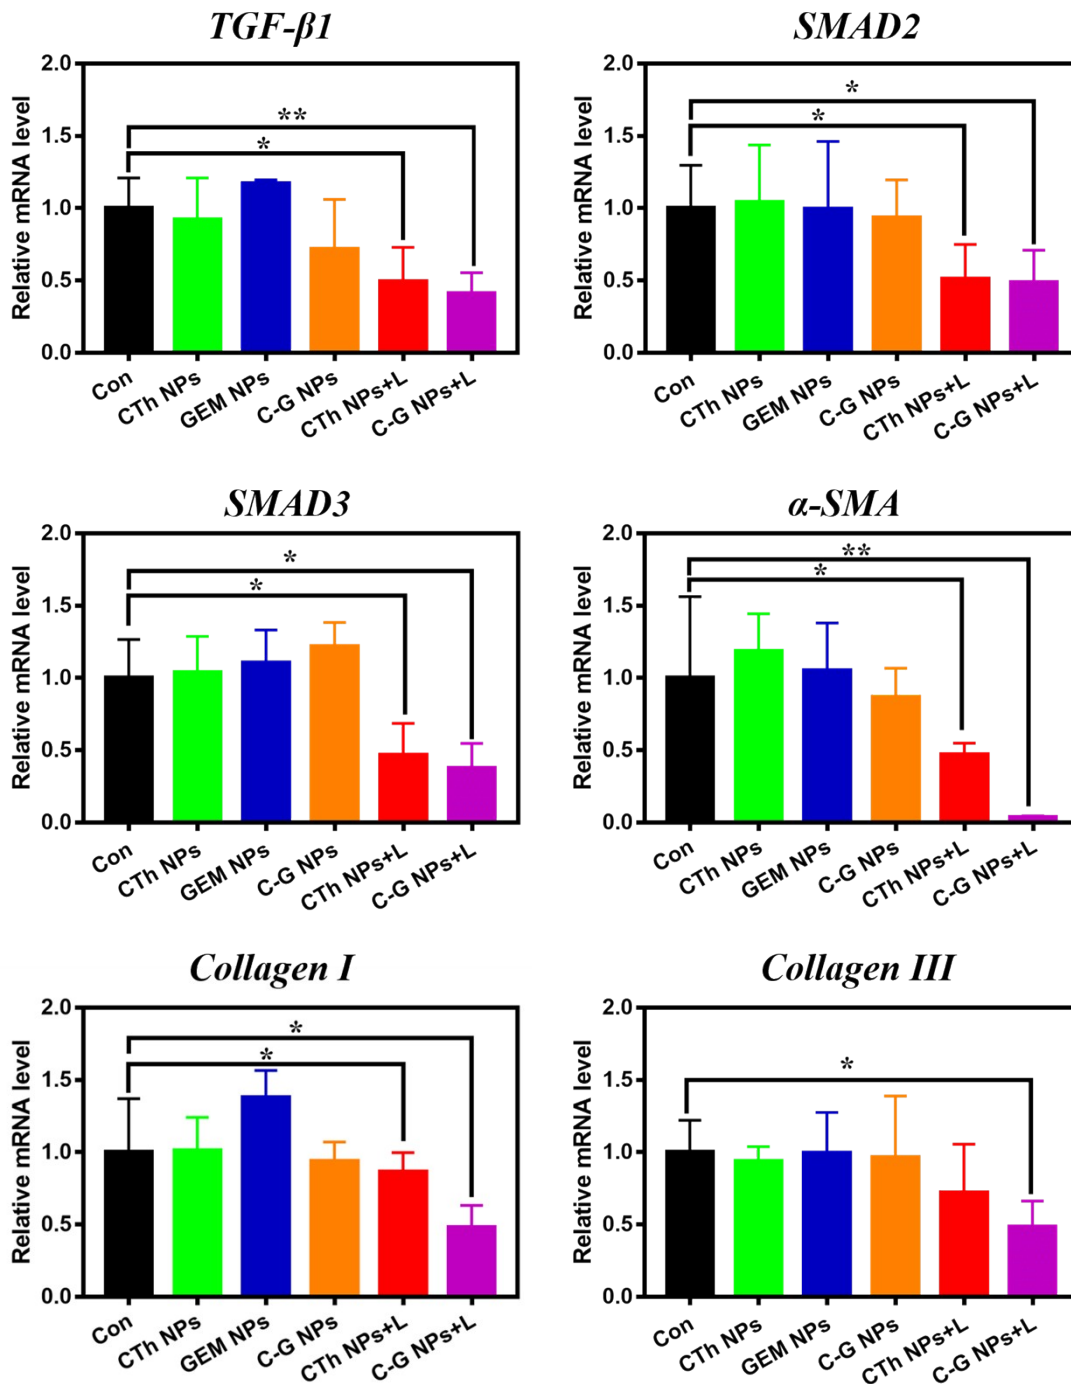 TGF-β1
2.0
1.5
1.0
0.5
0.0
Relative mRNA level
**
*
Con
CTh NPs
GEM NPs
C-G NPs
CTh NPs+L
C-G NPs+L
SMAD2
2.0
1.5
1.0
0.5
0.0
Relative mRNA level
*
*
Con
CTh NPs
GEM NPs
C-G NPs
CTh NPs+L
C-G NPs+L
SMAD3
2.0
1.5
1.0
0.5
0.0
Relative mRNA level
*
*
Con
CTh NPs
GEM NPs
C-G NPs
CTh NPs+L
C-G NPs+L
α-SMA
2.0
1.5
1.0
0.5
0.0
Relative mRNA level
**
*
Con
CTh NPs
GEM NPs
C-G NPs
CTh NPs+L
C-G NPs+L
Collagen I
2.0
1.5
1.0
0.5
0.0
Relative mRNA level
*
*
Con
CTh NPs
GEM NPs
C-G NPs
CTh NPs+L
C-G NPs+L
Collagen III
2.0
1.5
1.0
0.5
0.0
Relative mRNA level
*
Con
CTh NPs
GEM NPs
C-G NPs
CTh NPs+L
C-G NPs+L